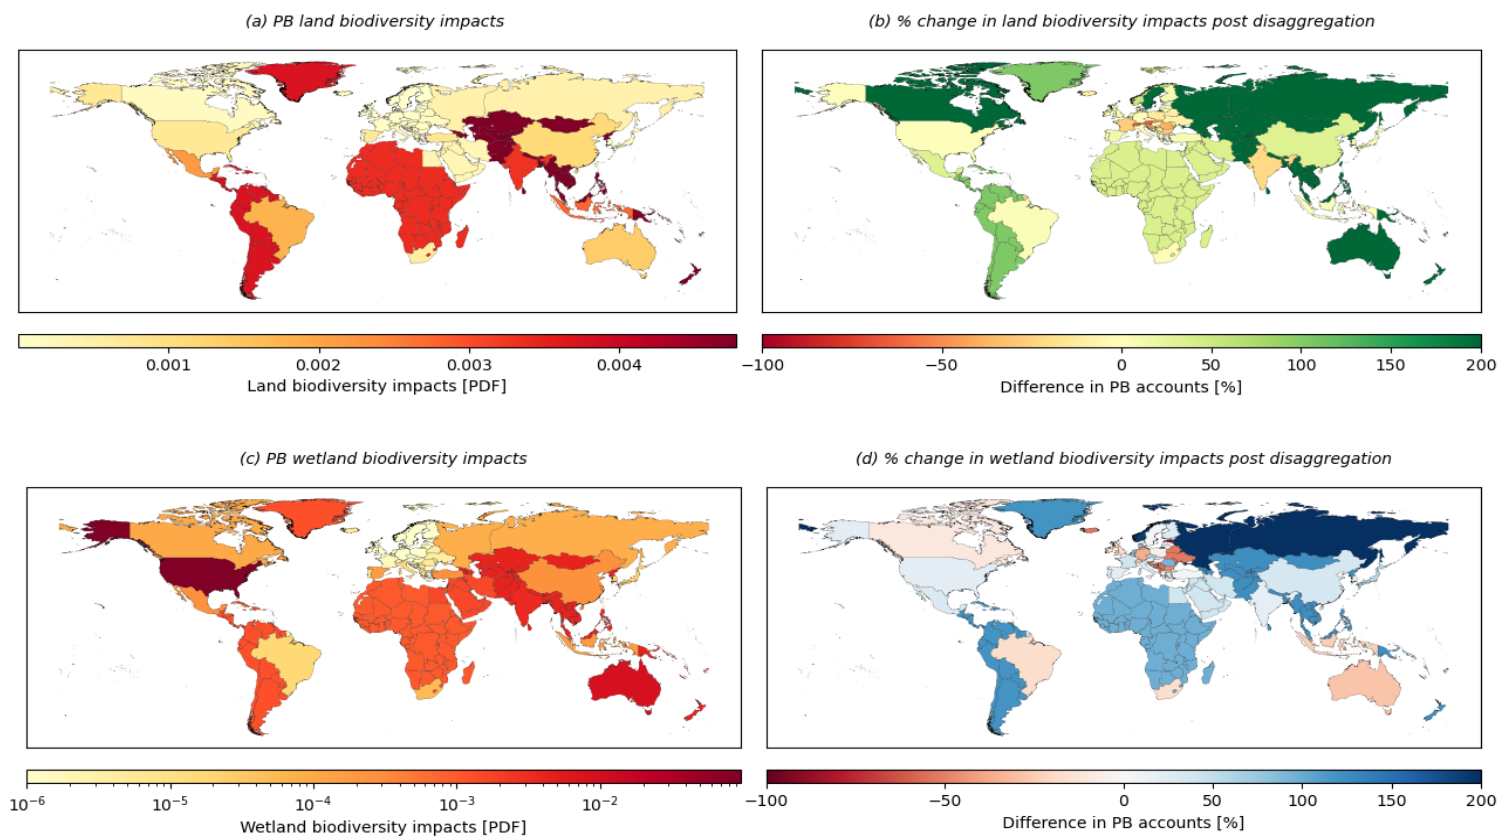 (a) PB land biodiversity impacts
(b) % change in land biodiversity impacts post disaggregation
0.001 0.002 0.003 0.004
Land biodiversity impacts [PDF]
−100 −50 0 50 100 150 200
Difference in PB accounts [%]
(c) PB wetland biodiversity impacts
(d) % change in wetland biodiversity impacts post disaggregation
10⁻⁶ 10⁻⁵ 10⁻⁴ 10⁻³ 10⁻²
Wetland biodiversity impacts [PDF]
−100 −50 0 50 100 150 200
Difference in PB accounts [%]